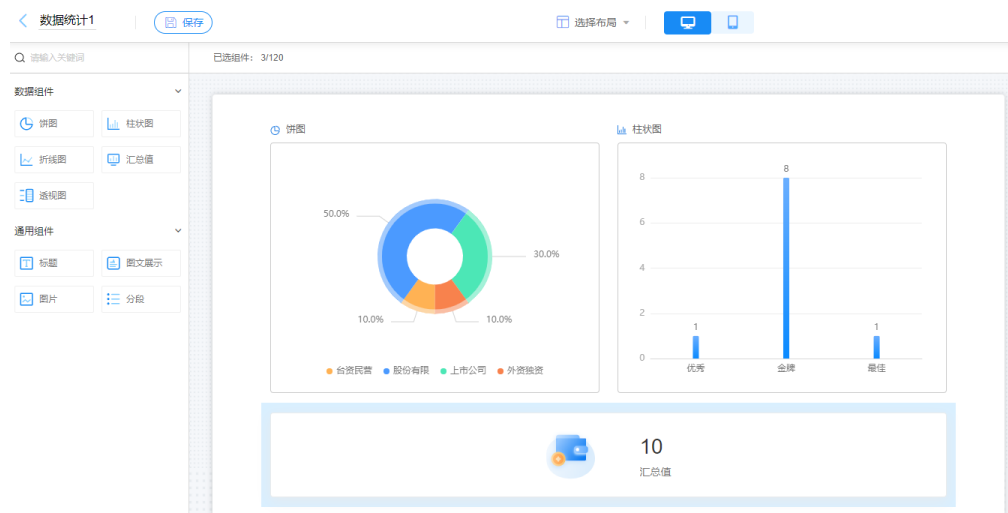 数据统计1
保存
选择布局
请输入关键词
已选组件： 3/120
数据组件
饼图
柱状图
折线图
汇总值
透视图
通用组件
标题
图文展示
图片
分段
饼图
50.0%
30.0%
10.0%
10.0%
台资民营 股份有限 上市公司 外资独资
柱状图
8
6
4
2
0
1
8
1
优秀 金牌 最佳
10
汇总值